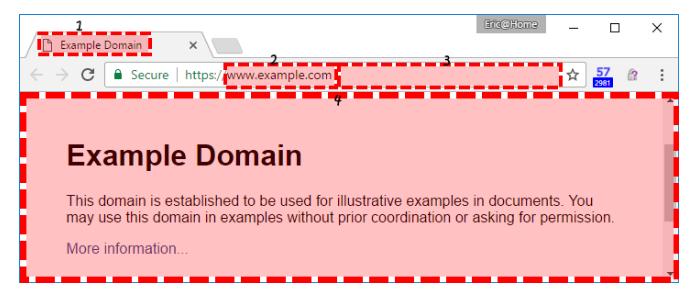 1
Eric@Home
Example Domain
2
3
Secure
https://www.example.com
57
2981
4
Example Domain
This domain is established to be used for illustrative examples in documents. You
may use this domain in examples without prior coordination or asking for permission.
More information...